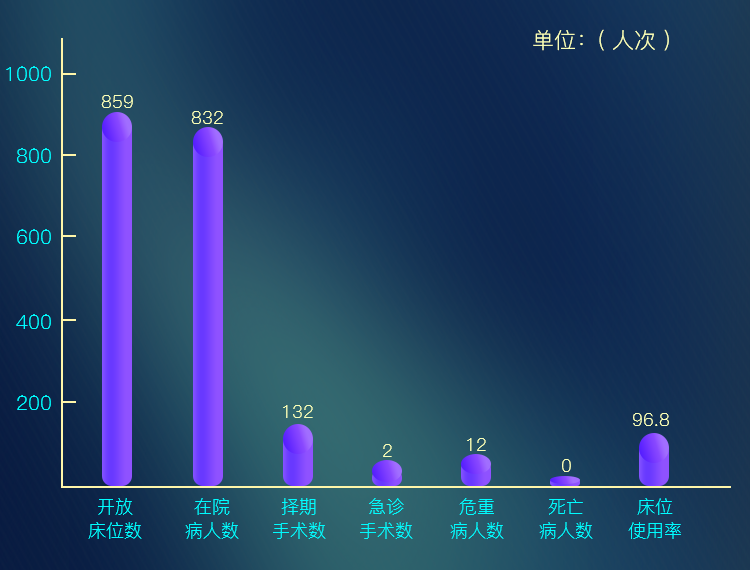 单位：（ 人次 ）
1000
800
600
400
200
859
832
132
2
12
0
96.8
开放
床位数
在院
病人数
择期
手术数
急诊
手术数
危重
病人数
死亡
病人数
床位
使用率